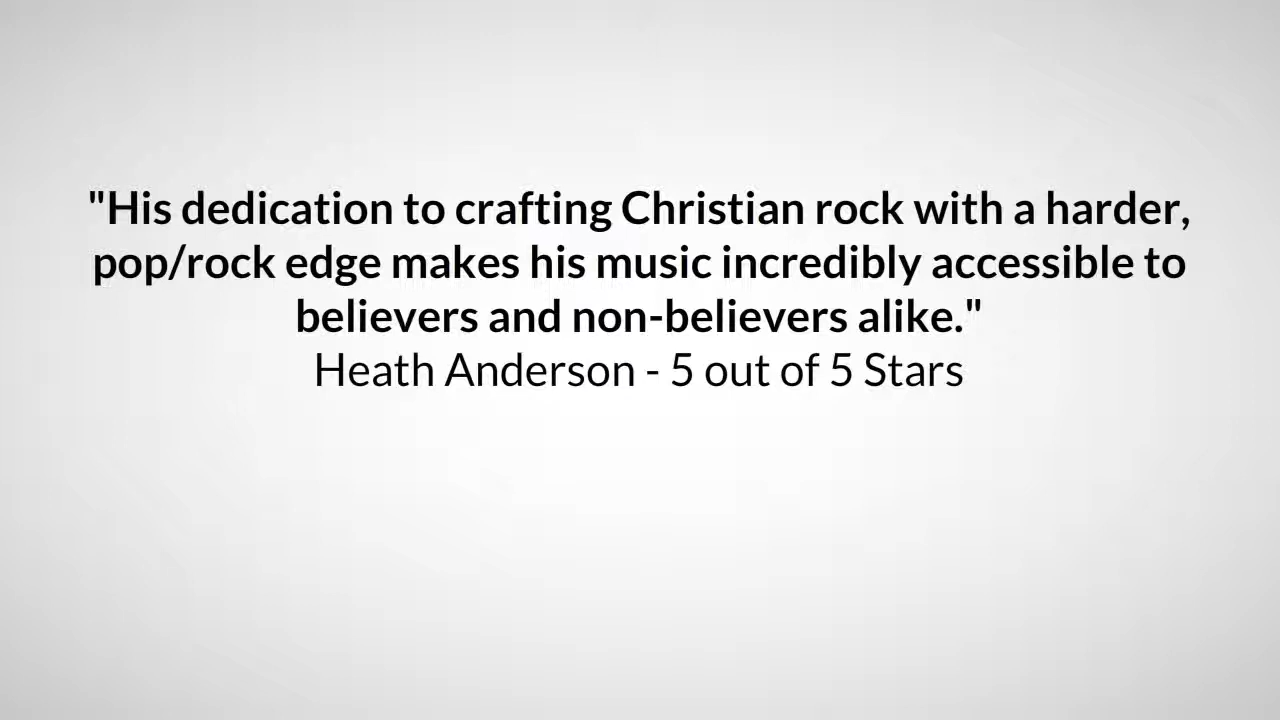 "His dedication to crafting Christian rock with a harder,
pop/rock edge makes his music incredibly accessible to
believers and non-believers alike."
Heath Anderson - 5 out of 5 Stars